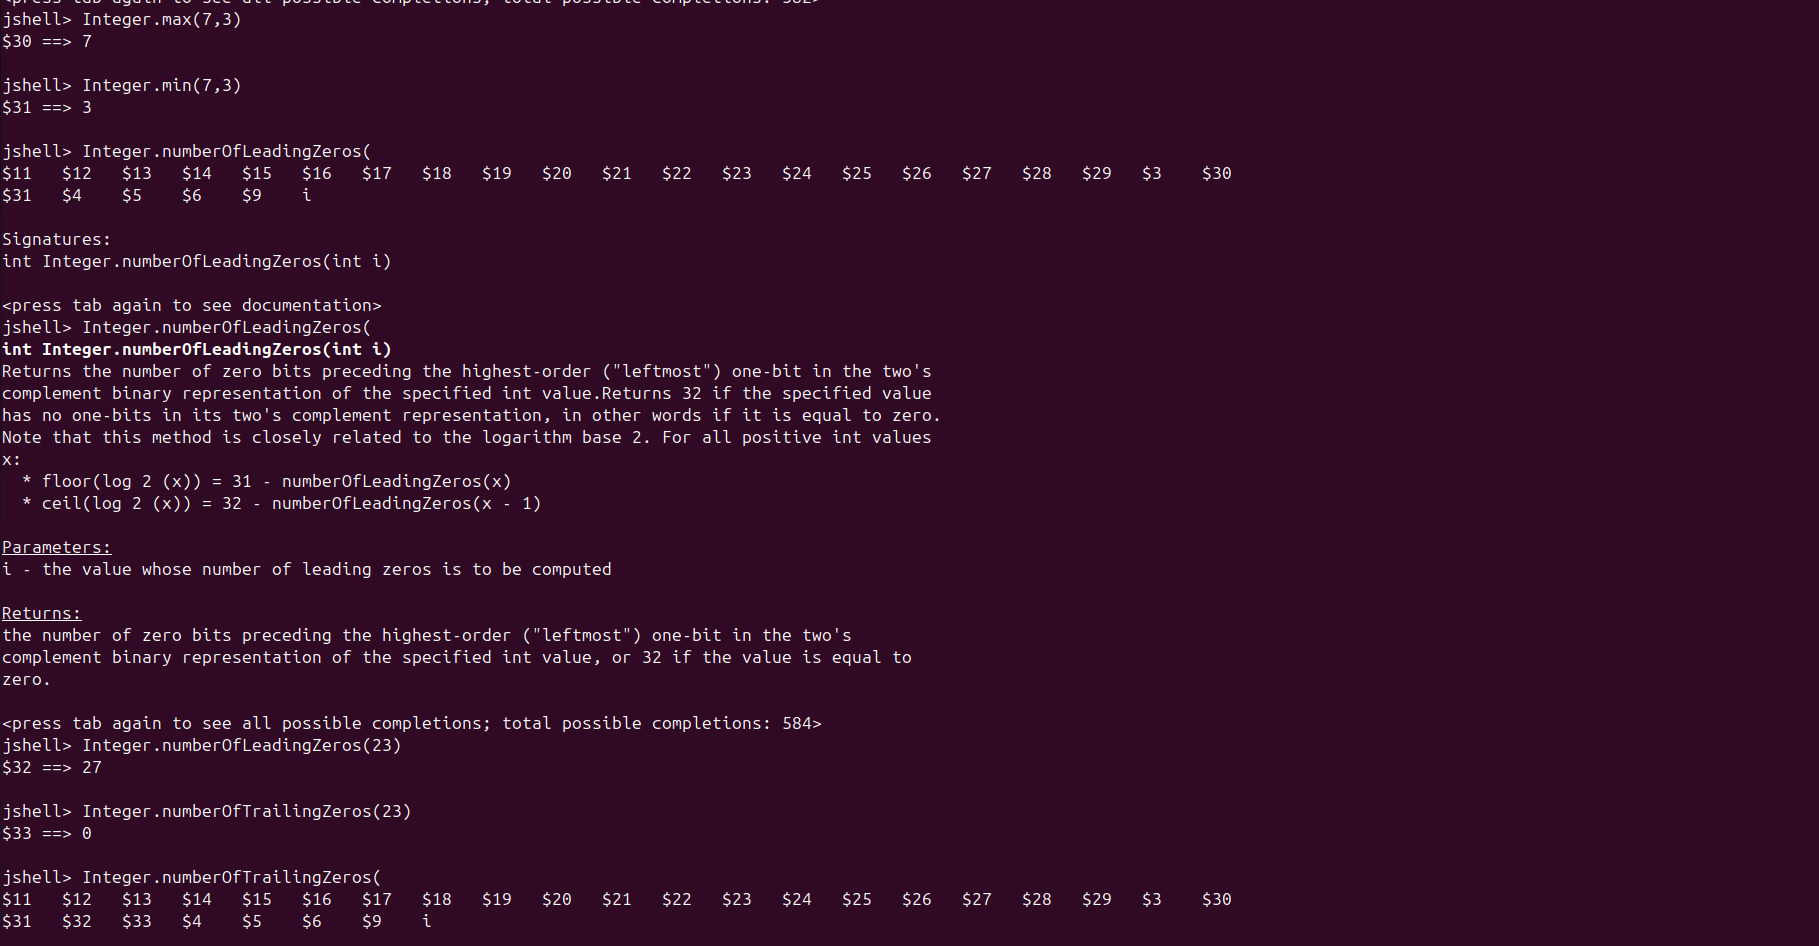 <press tab again to see all possible completions; total possible completions: 582>
jshell> Integer.max(7,3)
$30 ==> 7
jshell> Integer.min(7,3)
$31 ==> 3
jshell> Integer.numberOfLeadingZeros(
$11 $12 $13 $14 $15 $16 $17 $18 $19 $20 $21 $22 $23 $24 $25 $26 $27 $28 $29 $3 $30
$31 $4 $5 $6 $9 i
Signatures:
int Integer.numberOfLeadingZeros(int i)
<press tab again to see documentation>
jshell> Integer.numberOfLeadingZeros(
int Integer.numberOfLeadingZeros(int i)
Returns the number of zero bits preceding the highest-order ("leftmost") one-bit in the two's
complement binary representation of the specified int value.Returns 32 if the specified value
has no one-bits in its two's complement representation, in other words if it is equal to zero.
Note that this method is closely related to the logarithm base 2. For all positive int values
x:
* floor(log 2 (x)) = 31 - numberOfLeadingZeros(x)
* ceil(log 2 (x)) = 32 - numberOfLeadingZeros(x - 1)
Parameters:
i - the value whose number of leading zeros is to be computed
Returns:
the number of zero bits preceding the highest-order ("leftmost") one-bit in the two's
complement binary representation of the specified int value, or 32 if the value is equal to
zero.
<press tab again to see all possible completions; total possible completions: 584>
jshell> Integer.numberOfLeadingZeros(23)
$32 ==> 27
jshell> Integer.numberOfTrailingZeros(23)
$33 ==> 0
jshell> Integer.numberOfTrailingZeros(
$11 $12 $13 $14 $15 $16 $17 $18 $19 $20 $21 $22 $23 $24 $25 $26 $27 $28 $29 $3 $30
$31 $32 $33 $4 $5 $6 $9 i